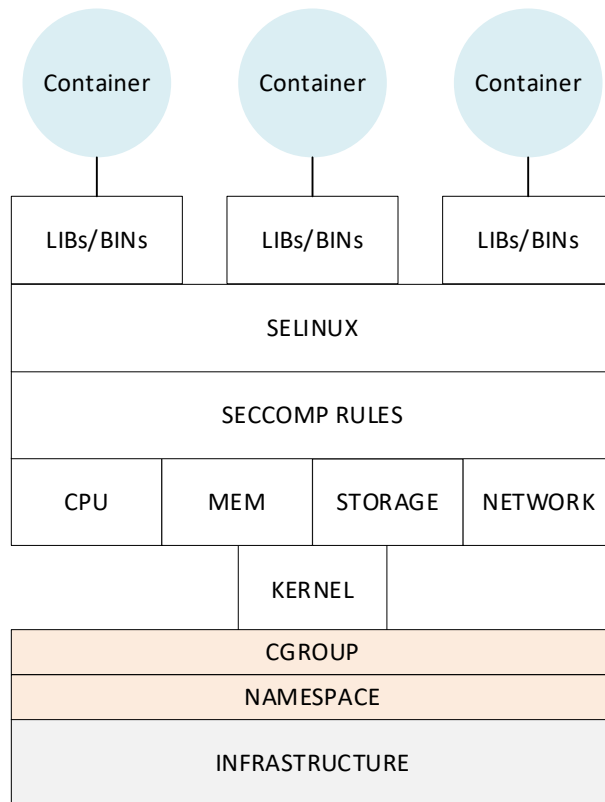 Container
Container
Container
LIBs/BINs
LIBs/BINs
LIBs/BINs
SELINUX
SECCOMP RULES
CPU
MEM
STORAGE
NETWORK
KERNEL
CGROUP
NAMESPACE
INFRASTRUCTURE